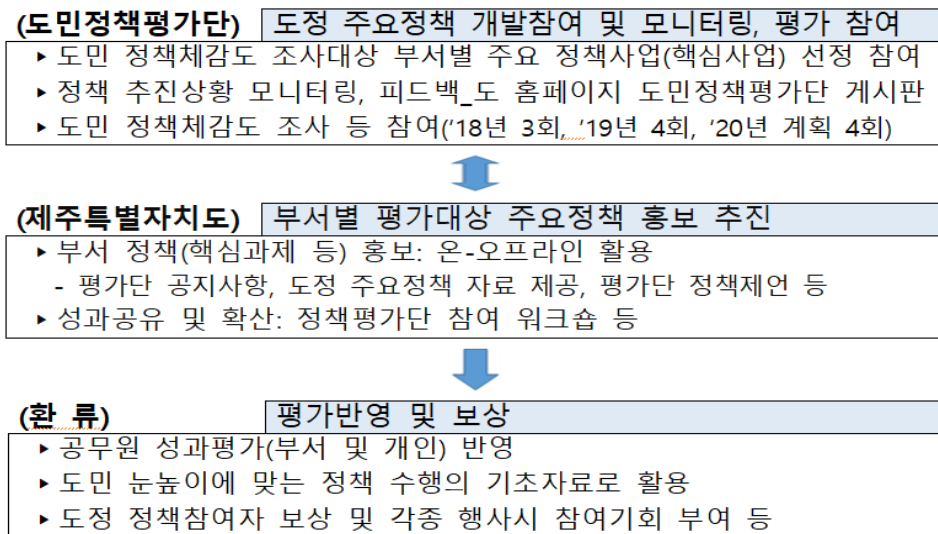 (도민정책평가단) 도정 주요정책 개발참여 및 모니터링, 평가 참여
▸ 도민 정책체감도 조사대상 부서별 주요 정책사업(핵심사업) 선정 참여
▸ 정책 추진상황 모니터링, 피드백_도 홈페이지 도민정책평가단 게시판
▸ 도민 정책체감도 조사 등 참여('18년 3회, '19년 4회, '20년 계획 4회)
(제주특별자치도) 부서별 평가대상 주요정책 홍보 추진
▸ 부서 정책(핵심과제 등) 홍보: 온-오프라인 활용
- 평가단 공지사항, 도정 주요정책 자료 제공, 평가단 정책제언 등
▸ 성과공유 및 확산: 정책평가단 참여 워크숍 등
(환 류) 평가반영 및 보상
▸ 공무원 성과평가(부서 및 개인) 반영
▸ 도민 눈높이에 맞는 정책 수행의 기초자료로 활용
▸ 도정 정책참여자 보상 및 각종 행사시 참여기회 부여 등